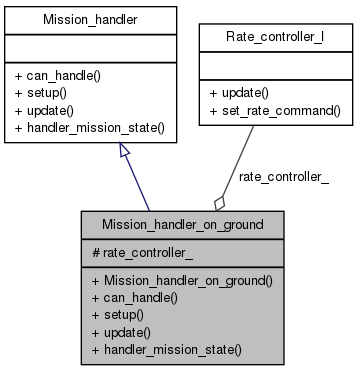 Mission_handler
+ can_handle()
+ setup()
+ update()
+ handler_mission_state()
Rate_controller_I
+ update()
+ set_rate_command()
rate_controller_
Mission_handler_on_ground
# rate_controller_
+ Mission_handler_on_ground()
+ can_handle()
+ setup()
+ update()
+ handler_mission_state()